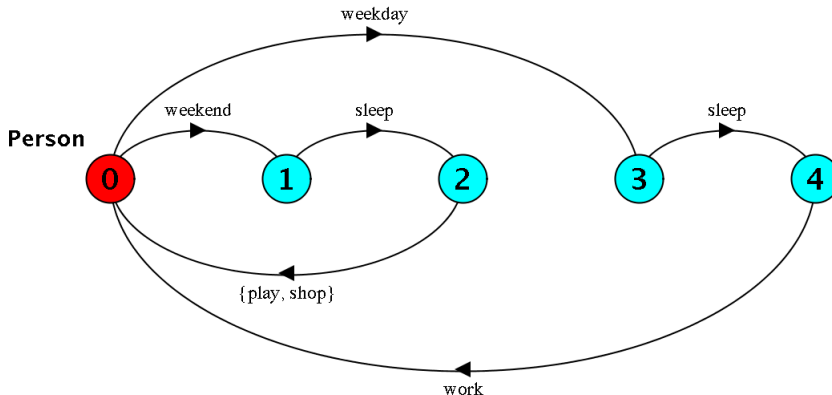 weekday
weekend
sleep
sleep
Person
0
1
2
3
4
{play, shop}
work